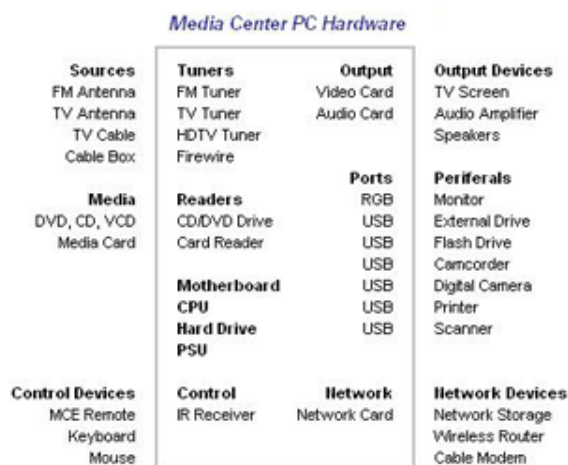 Media Center PC Hardware
Sources Tuners Output Output Devices
FM Antenna FM Tuner Video Card TV Screen
TV Antenna TV Tuner Audio Card Audio Amplifier
TV Cable HDTV Tuner Speakers
Cable Box Firewire
Ports Periferals
Media Readers RGB Monitor
DVD, CD, VCD CD/DVD Drive USB External Drive
Media Card Card Reader USB Flash Drive
USB Camcorder
Motherboard USB Digital Camera
CPU USB Printer
Hard Drive USB Scanner
PSU
Control Devices Control Network Network Devices
MCE Remote IR Receiver Network Card Network Storage
Keyboard Wireless Router
Mouse Cable Modem